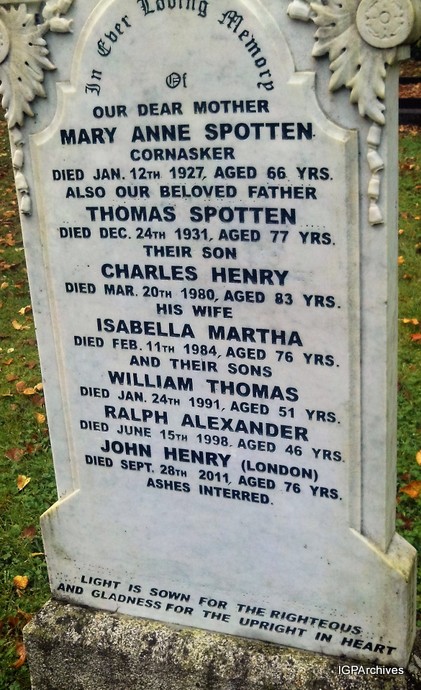 In Ever Loving Memory
Of
OUR DEAR MOTHER
MARY ANNE SPOTTEN
CORNASKER
DIED JAN. 12TH 1927, AGED 66 YRS.
ALSO OUR BELOVED FATHER
THOMAS SPOTTEN
DIED DEC. 24TH 1931, AGED 77 YRS.
THEIR SON
CHARLES HENRY
DIED MAR. 20TH 1980, AGED 83 YRS.
HIS WIFE
ISABELLA MARTHA
DIED FEB. 11TH 1984, AGED 76 YRS.
AND THEIR SONS
WILLIAM THOMAS
DIED JAN. 24TH 1991, AGED 51 YRS.
RALPH ALEXANDER
DIED JUNE 15TH 1998. AGED 46 YRS.
JOHN HENRY (LONDON)
DIED SEPT. 28TH 2011, AGED 76 YRS.
ASHES INTERRED.
LIGHT IS SOWN FOR THE RIGHTEOUS
AND GLADNESS FOR THE UPRIGHT IN HEART
IGPArchives